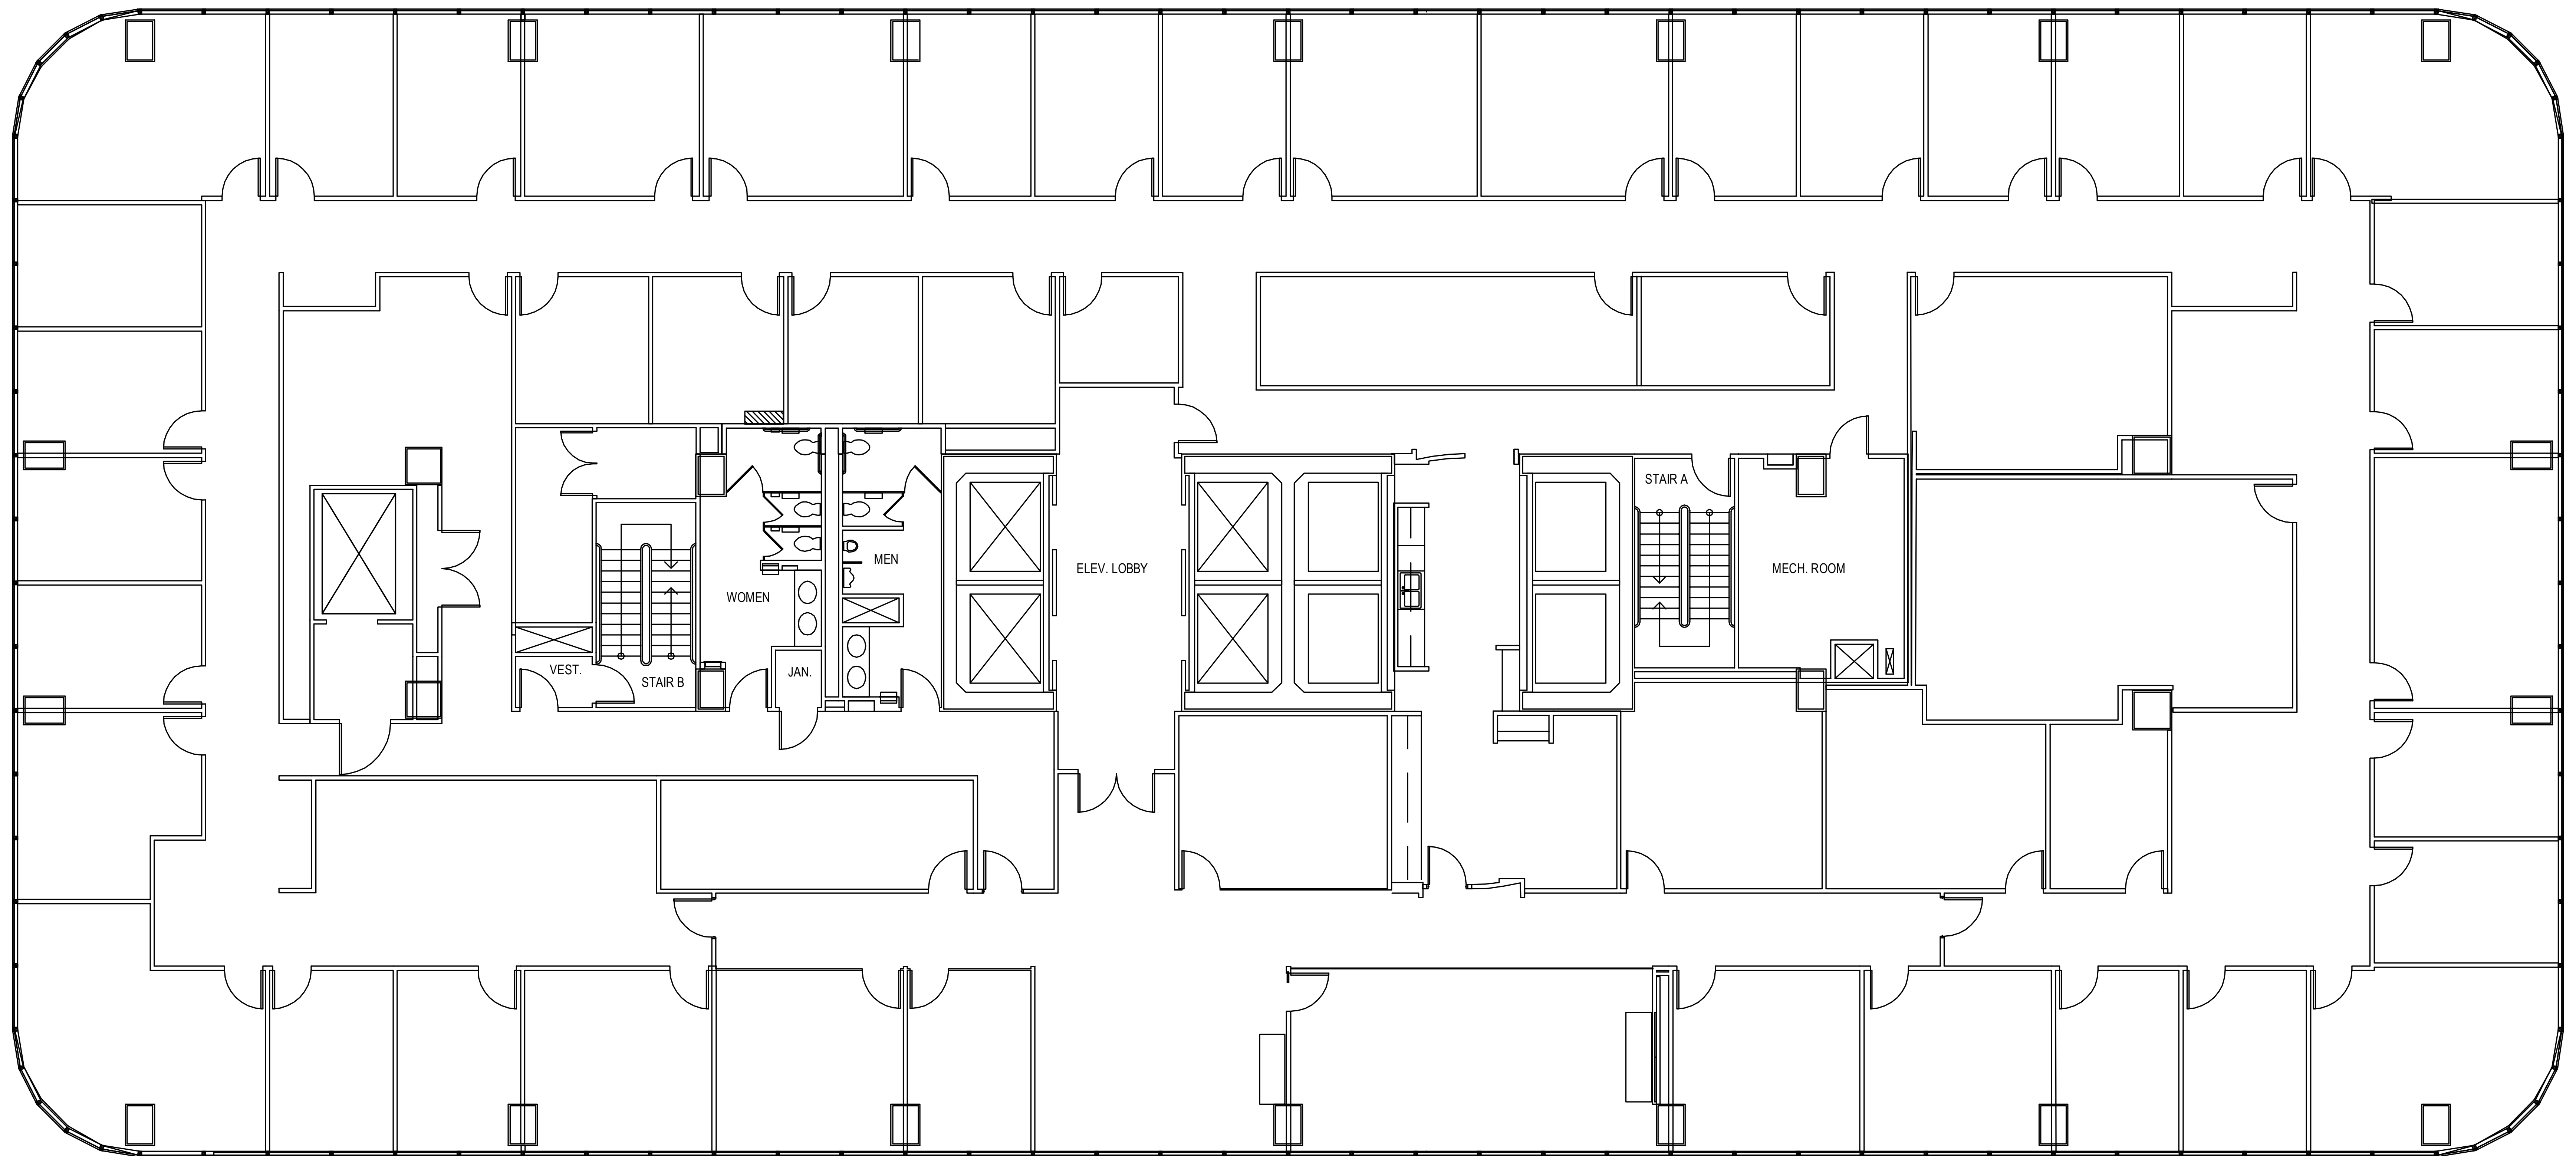 STAIR A
MEN
ELEV. LOBBY
MECH. ROOM
WOMEN
VEST.
JAN.
STAIR B